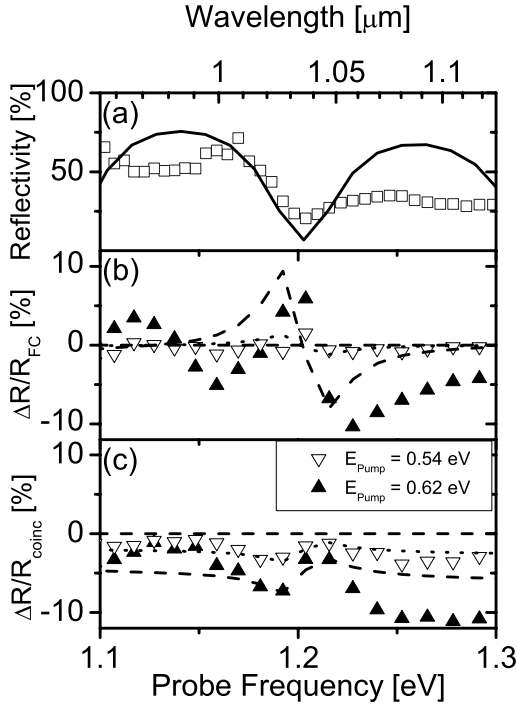 Wavelength [μm]
1 1.05 1.1
Reflectivity [%]
100
50
0
(a)
ΔR/R_FC [%]
10
0
-10
(b)
ΔR/R_coinc [%]
10
0
-10
(c)
E_Pump = 0.54 eV
E_Pump = 0.62 eV
1.1 1.2 1.3
Probe Frequency [eV]